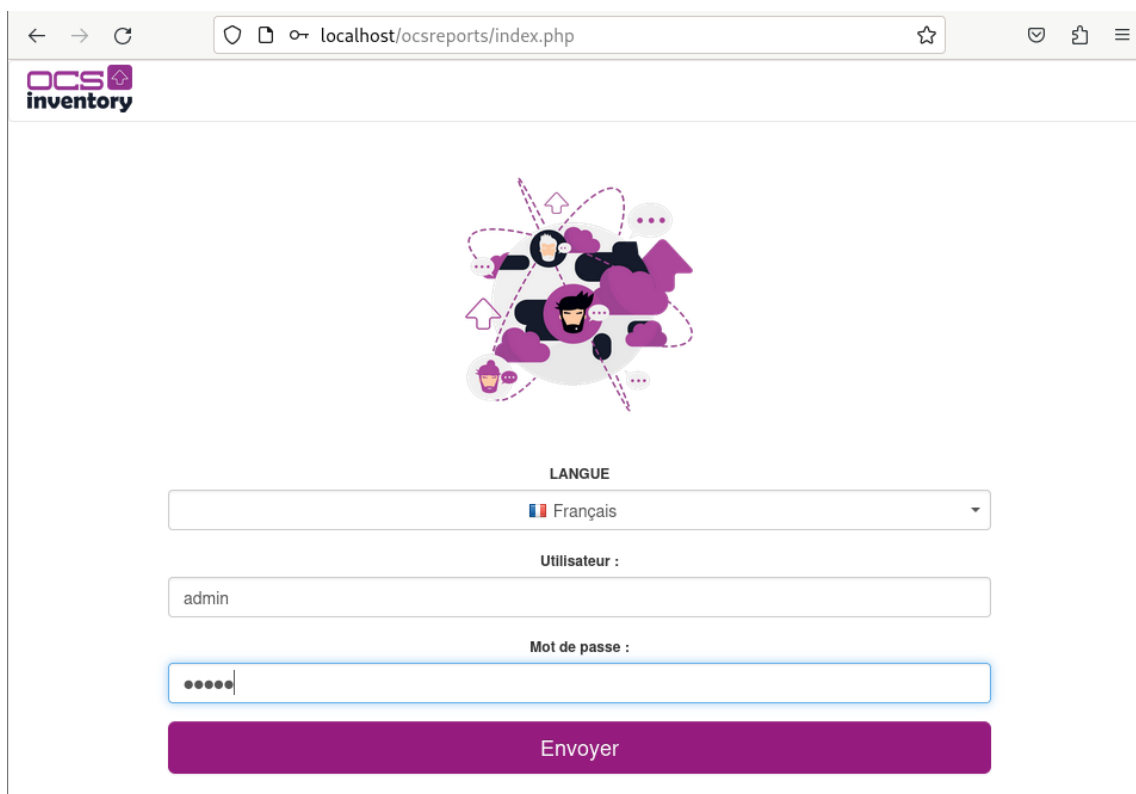 localhost/ocsreports/index.php
OCS
inventory
LANGUE
Français
Utilisateur :
admin
Mot de passe :
•••••
Envoyer